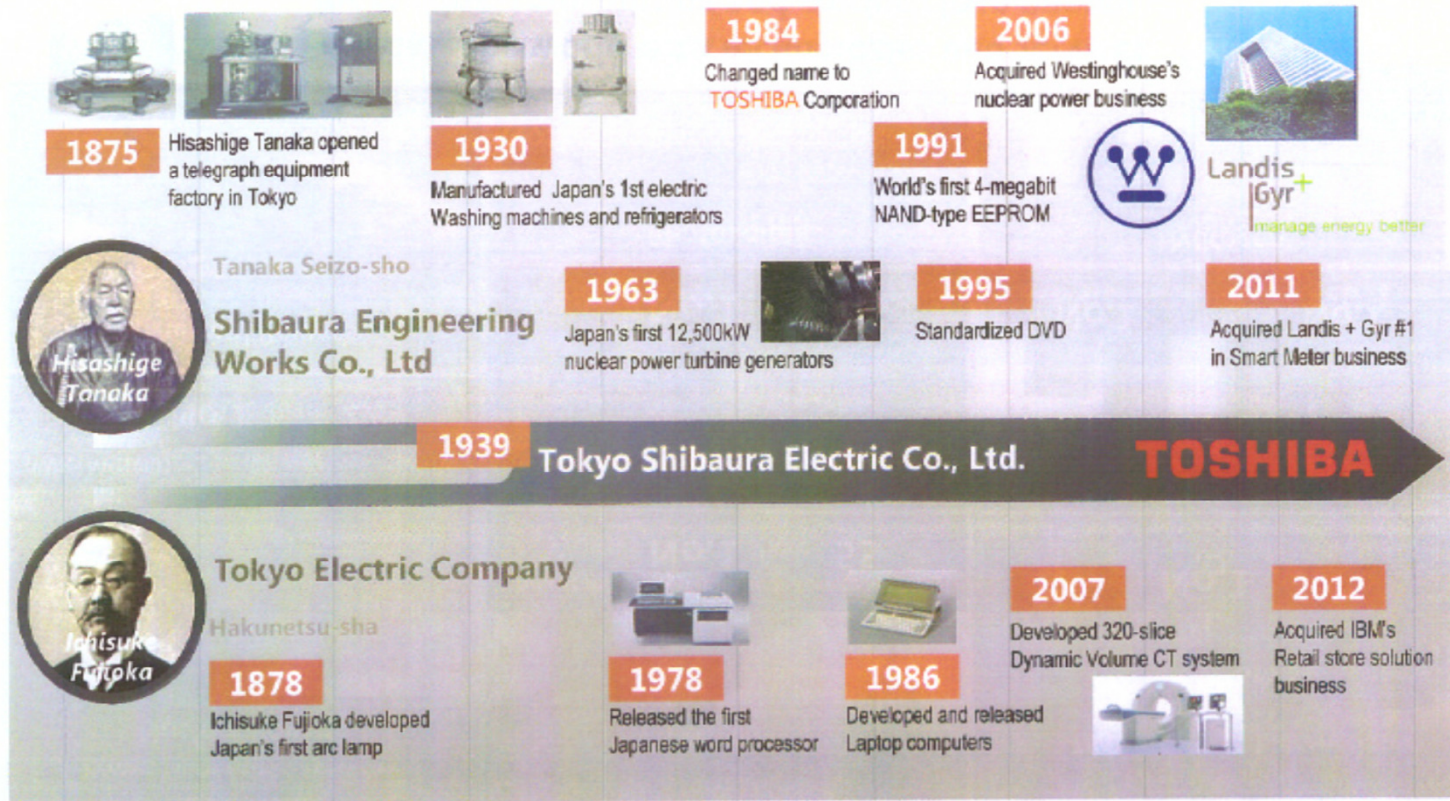 1875
Hisashige Tanaka opened
a telegraph equipment
factory in Tokyo
1930
Manufactured Japan's 1st electric
Washing machines and refrigerators
1984
Changed name to
TOSHIBA Corporation
2006
Acquired Westinghouse's
nuclear power business
1991
World's first 4-megabit
NAND-type EEPROM
Landis
Gyr+
manage energy better
Hisashige
Tanaka
Tanaka Seizo-sho
Shibaura Engineering
Works Co., Ltd
1963
Japan's first 12,500kW
nuclear power turbine generators
1995
Standardized DVD
2011
Acquired Landis + Gyr #1
in Smart Meter business
1939
Tokyo Shibaura Electric Co., Ltd.
TOSHIBA
Ichisuke
Fujioka
Tokyo Electric Company
Hakunetsu-sha
1878
Ichisuke Fujioka developed
Japan's first arc lamp
1978
Released the first
Japanese word processor
1986
Developed and released
Laptop computers
2007
Developed 320-slice
Dynamic Volume CT system
2012
Acquired IBM's
Retail store solution
business